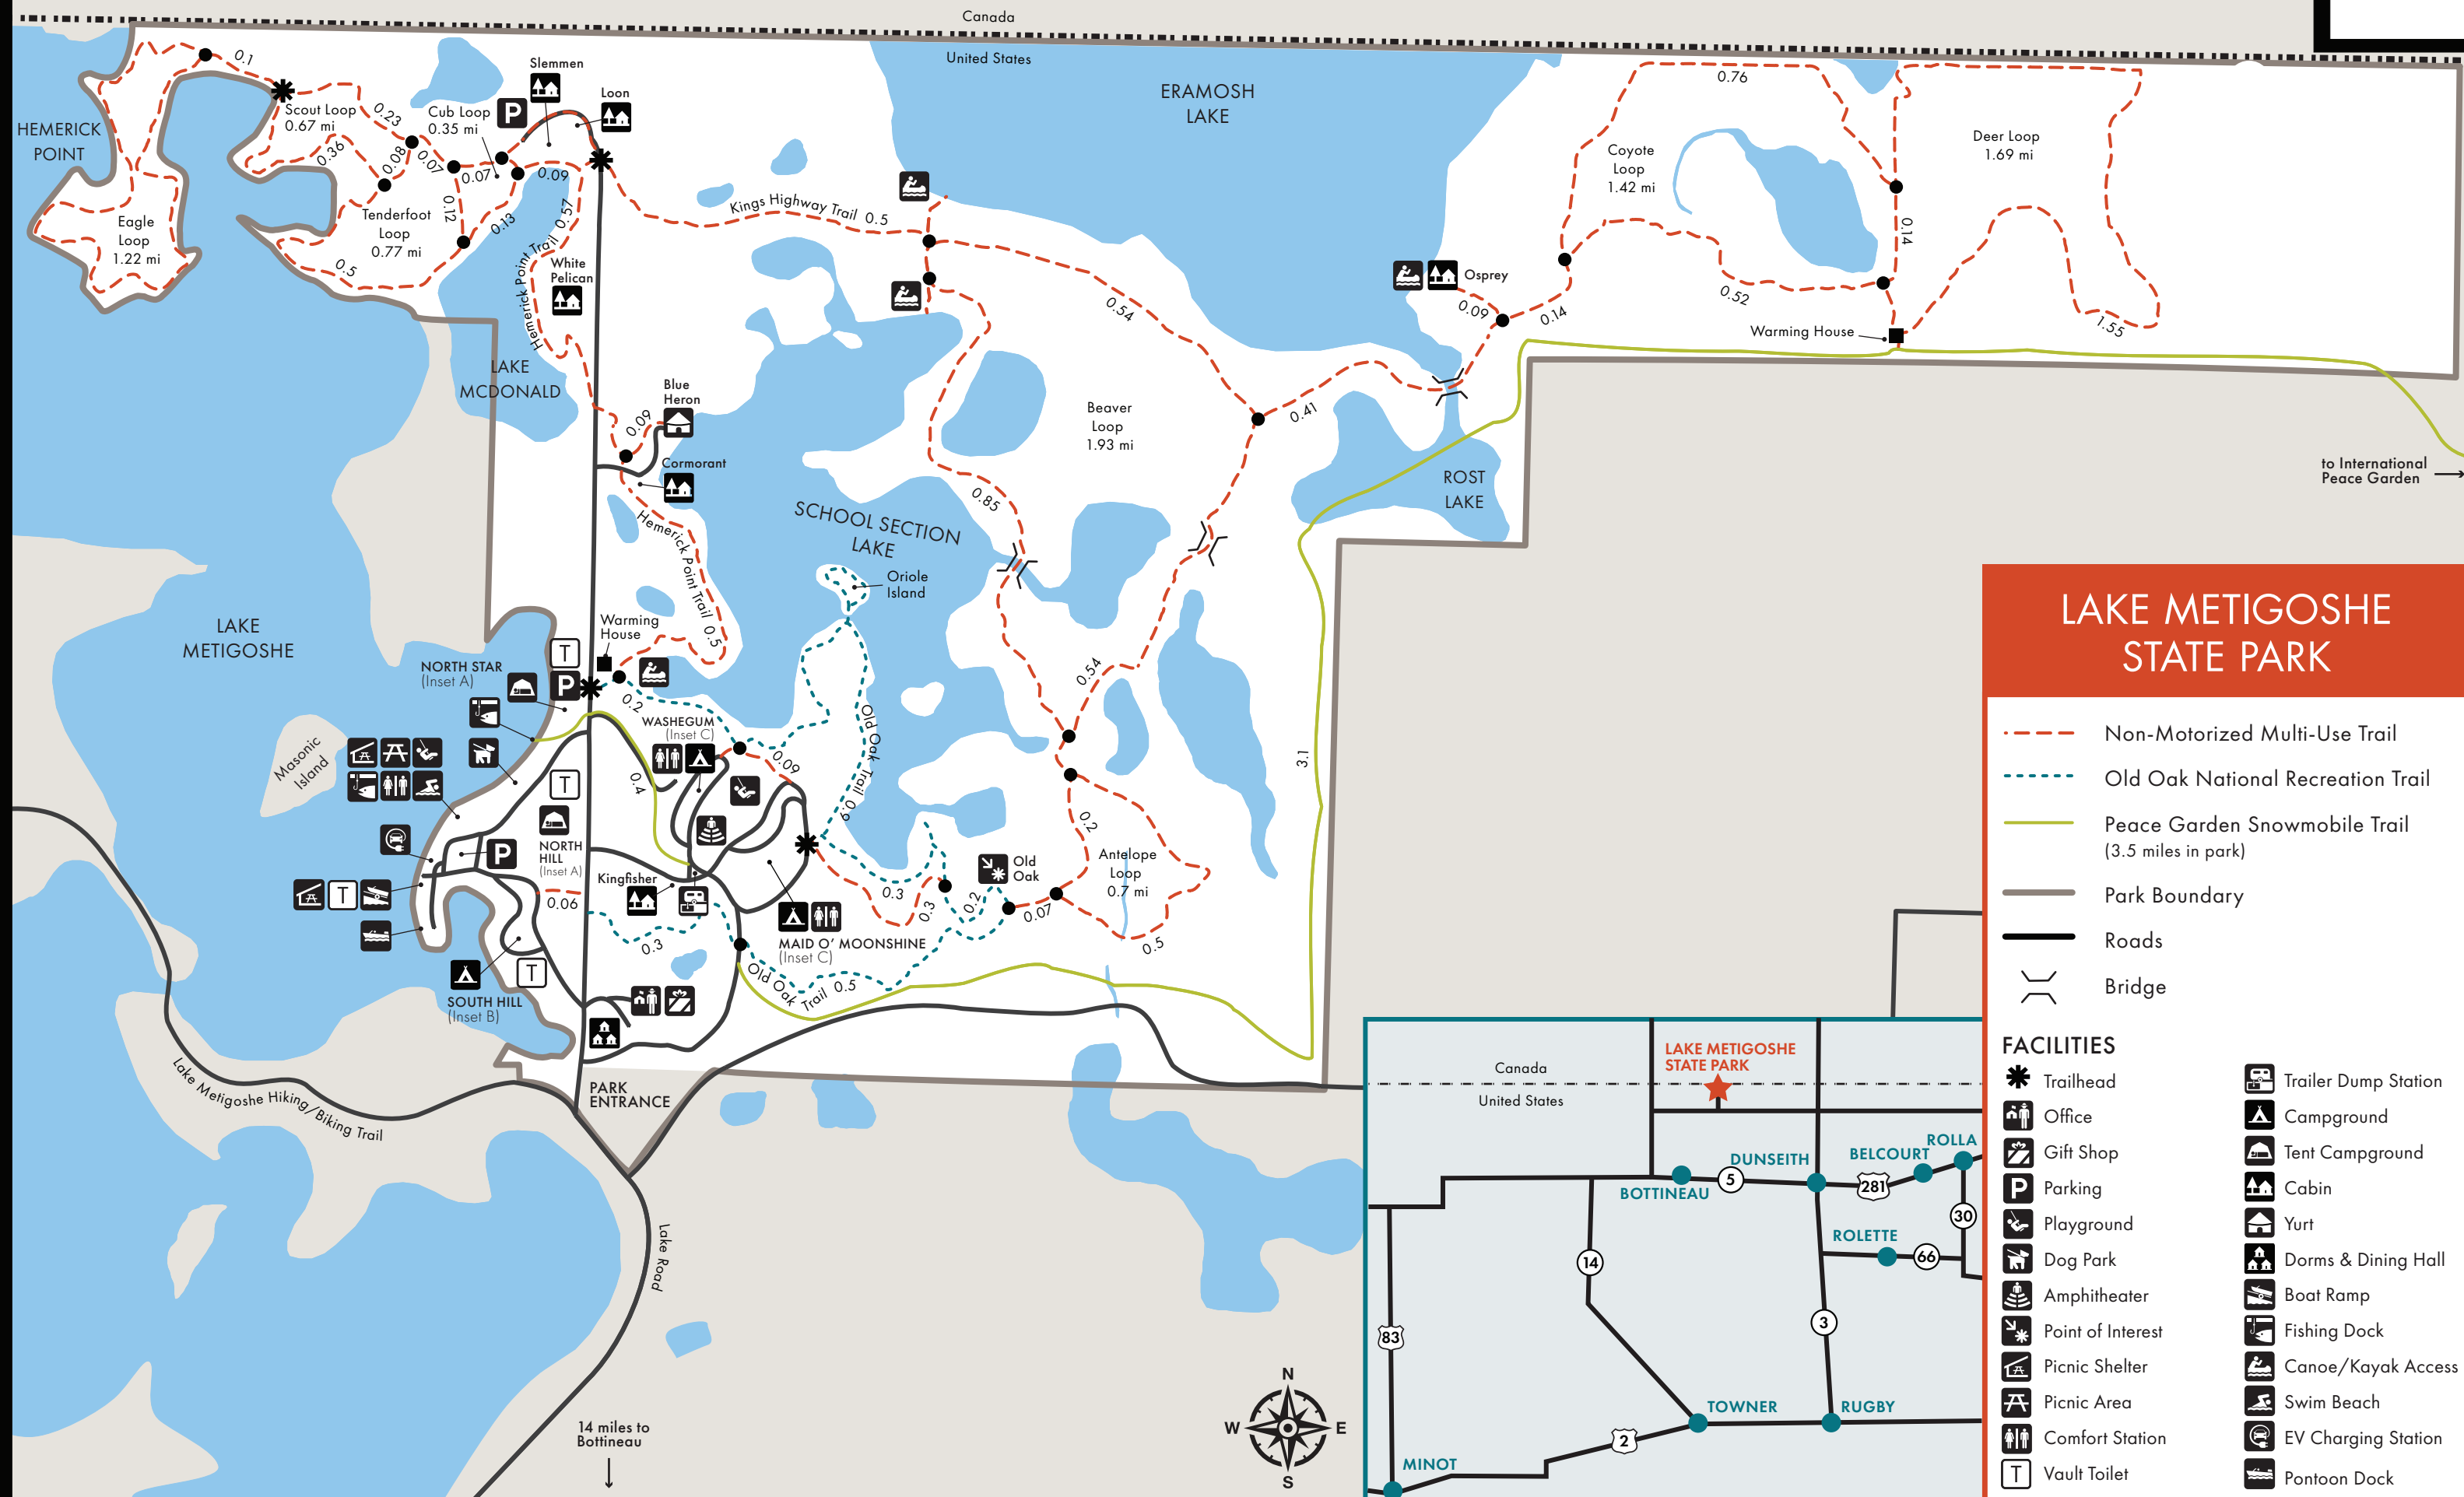 Canada
United States
HEMERICK
POINT
0.1
Scout Loop
0.67 mi
0.23
0.36
0.08
0.07
Cub Loop
0.35 mi
P
Slemmen
Loon
0.07
0.09
0.12
0.13
Tenderfoot
Loop
0.77 mi
0.5
Eagle
Loop
1.22 mi
Hemerick Point Trail 0.57
White
Pelican
Kings Highway Trail 0.5
ERAMOSH
LAKE
0.76
Coyote
Loop
1.42 mi
Deer Loop
1.69 mi
0.14
0.52
1.55
Warming House
Osprey
0.09
0.14
0.54
0.41
Beaver
Loop
1.93 mi
0.85
LAKE
MCDONALD
Blue
Heron
0.09
Cormorant
Hemerick Point Trail 0.5
SCHOOL SECTION
LAKE
Oriole
Island
ROST
LAKE
to International
Peace Garden
LAKE
METIGOSHE
Warming
House
T
P
NORTH STAR
(Inset A)
0.2
WASHEGUM
(Inset C)
0.09
0.4
Old Oak Trail 0.9
0.54
3.1
Masonic
Island
T
P
NORTH
HILL
(Inset A)
T
0.06
Kingfisher
0.3
MAID O' MOONSHINE
(Inset C)
0.3
0.3
0.2
Old
Oak
0.07
0.2
Antelope
Loop
0.7 mi
0.5
T
SOUTH HILL
(Inset B)
Old Oak Trail 0.5
PARK
ENTRANCE
Lake Metigoshe Hiking/Biking Trail
Lake Road
14 miles to
Bottineau
N
W
E
S
LAKE METIGOSHE
STATE PARK
Non-Motorized Multi-Use Trail
Old Oak National Recreation Trail
Peace Garden Snowmobile Trail
(3.5 miles in park)
Park Boundary
Roads
Bridge
FACILITIES
Trailhead
Office
Gift Shop
P Parking
Playground
Dog Park
Amphitheater
Point of Interest
Picnic Shelter
Picnic Area
Comfort Station
T Vault Toilet
Trailer Dump Station
Campground
Tent Campground
Cabin
Yurt
Dorms & Dining Hall
Boat Ramp
Fishing Dock
Canoe/Kayak Access
Swim Beach
EV Charging Station
Pontoon Dock
LAKE METIGOSHE
STATE PARK
Canada
United States
ROLLA
BELCOURT
DUNSEITH
BOTTINEAU
5
281
30
ROLETTE
66
14
3
83
TOWNER
RUGBY
2
MINOT